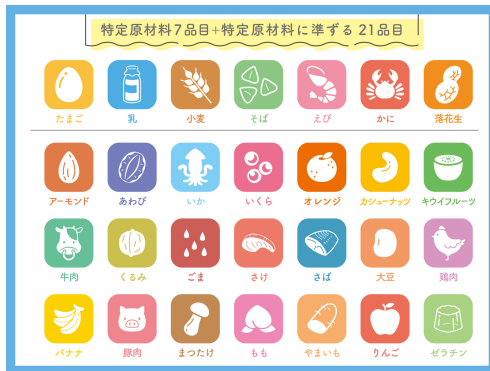 特定原材料7品目+特定原材料に準ずる 21品目
たまご 乳 小麦 そば えび かに 落花生
アーモンド あわび いか いくら オレンジ カシューナッツ キウイフルーツ
牛肉 くるみ ごま さけ さば 大豆 鶏肉
バナナ 豚肉 まつたけ もも やまいも りんご ゼラチン